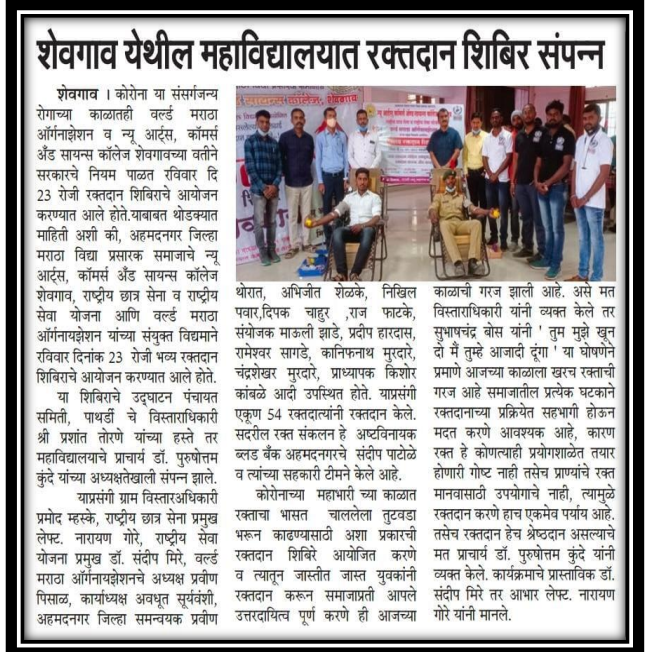 शेवगाव येथील महाविद्यालयात रक्तदान शिबिर संपन्न
शेवगाव । कोरोना या संसर्गजन्य
रोगाच्या काळातही वर्ल्ड मराठा
ऑर्गनाझेशन व न्यू आर्ट्स, कॉमर्स
अँड सायन्स कॉलेज शेवगावच्या वतीने
सरकारचे नियम पाळत रविवार दि
23 रोजी रक्तदान शिबिराचे आयोजन
करण्यात आले होते.याबाबत थोडक्यात
माहिती अशी की, अहमदनगर जिल्हा
मराठा विद्या प्रसारक समाजाचे न्यू
आर्ट्स, कॉमर्स अँड सायन्स कॉलेज
शेवगाव, राष्ट्रीय छात्र सेना व राष्ट्रीय
सेवा योजना आणि वर्ल्ड मराठा
ऑर्गनायझेशन यांच्या संयुक्त विद्यमाने
रविवार दिनांक 23 रोजी भव्य रक्तदान
शिबिराचे आयोजन करण्यात आले होते.
या शिबिराचे उद्घाटन पंचायत
समिती, पाथर्डी चे विस्ताराधिकारी
श्री प्रशांत तोरणे यांच्या हस्ते तर
महाविद्यालयाचे प्राचार्य डॉ. पुरुषोत्तम
कुंदे यांच्या अध्यक्षतेखाली संपन्न झाले.
याप्रसंगी ग्राम विस्तारअधिकारी
प्रमोद म्हस्के, राष्ट्रीय छात्र सेना प्रमुख
लेफ्ट. नारायण गोरे, राष्ट्रीय सेवा
योजना प्रमुख डॉ. संदीप मिरे, वर्ल्ड
मराठा ऑर्गनायझेशनचे अध्यक्ष प्रवीण
पिसाळ, कार्याध्यक्ष अवधूत सूर्यवंशी,
अहमदनगर जिल्हा समन्वयक प्रवीण
थोरात, अभिजीत शेळके, निखिल
पवार,दिपक चाहुर ,राज फाटके,
संयोजक माऊली झाडे, प्रदीप हारदास,
रामेश्वर सागडे, कानिफनाथ मुरदारे,
चंद्रशेखर मुरदारे, प्राध्यापक किशोर
कांबळे आदी उपस्थित होते. याप्रसंगी
एकूण 54 रक्तदात्यांनी रक्तदान केले.
सदरील रक्त संकलन हे अष्टविनायक
ब्लड बँक अहमदनगरचे संदीप पाटोळे
व त्यांच्या सहकारी टीमने केले आहे.
कोरोनाच्या महाभारी च्या काळात
रक्ताचा भासत चाललेला तुटवडा
भरून काढण्यासाठी अशा प्रकारची
रक्तदान शिबिरे आयोजित करणे
व त्यातून जास्तीत जास्त युवकांनी
रक्तदान करून समाजाप्रती आपले
उत्तरदायित्व पूर्ण करणे ही आजच्या
काळाची गरज झाली आहे. असे मत
विस्ताराधिकारी यांनी व्यक्त केले तर
सुभाषचंद्र बोस यांनी ' तुम मुझे खून
दो मैं तुम्हे आजादी दूंगा ' या घोषणेने
प्रमाणे आजच्या काळाला खरच रक्ताची
गरज आहे समाजातील प्रत्येक घटकाने
रक्तदानाच्या प्रक्रियेत सहभागी होऊन
मदत करणे आवश्यक आहे, कारण
रक्त हे कोणत्याही प्रयोगशाळेत तयार
होणारी गोष्ट नाही तसेच प्राण्यांचे रक्त
मानवासाठी उपयोगाचे नाही, त्यामुळे
रक्तदान करणे हाच एकमेव पर्याय आहे.
तसेच रक्तदान हेच श्रेष्ठदान असल्याचे
मत प्राचार्य डॉ. पुरुषोत्तम कुंदे यांनी
व्यक्त केले. कार्यक्रमाचे प्रास्ताविक डॉ.
संदीप मिरे तर आभार लेफ्ट. नारायण
गोरे यांनी मानले.